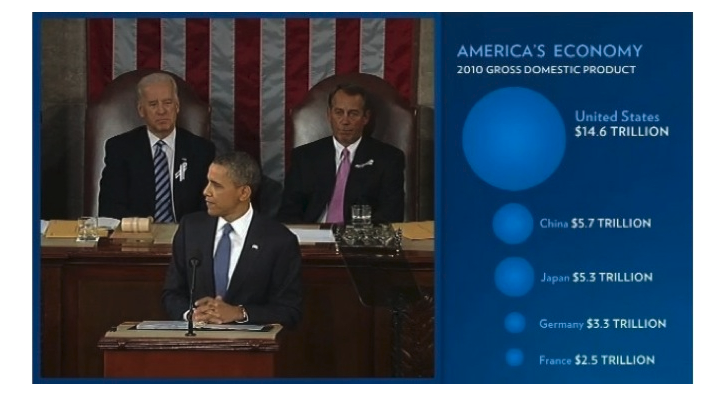 AMERICA'S ECONOMY
2010 GROSS DOMESTIC PRODUCT
United States
$14.6 TRILLION
China $5.7 TRILLION
Japan $5.3 TRILLION
Germany $3.3 TRILLION
France $2.5 TRILLION